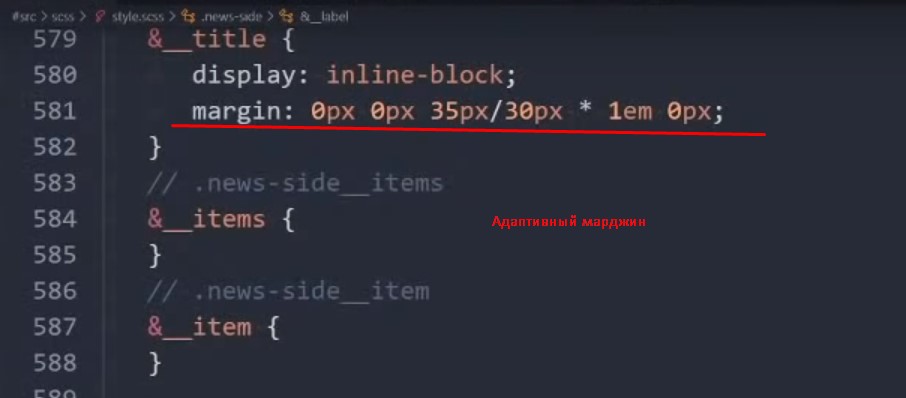 #src > scss > style.scss > .news-side > &__label
579 &__title {
580 display: inline-block;
581 margin: 0px 0px 35px/30px * 1em 0px;
582 }
583 // .news-side__items
584 &__items {
Адаптивный марджин
585 }
586 // .news-side__item
587 &__item {
588 }
589